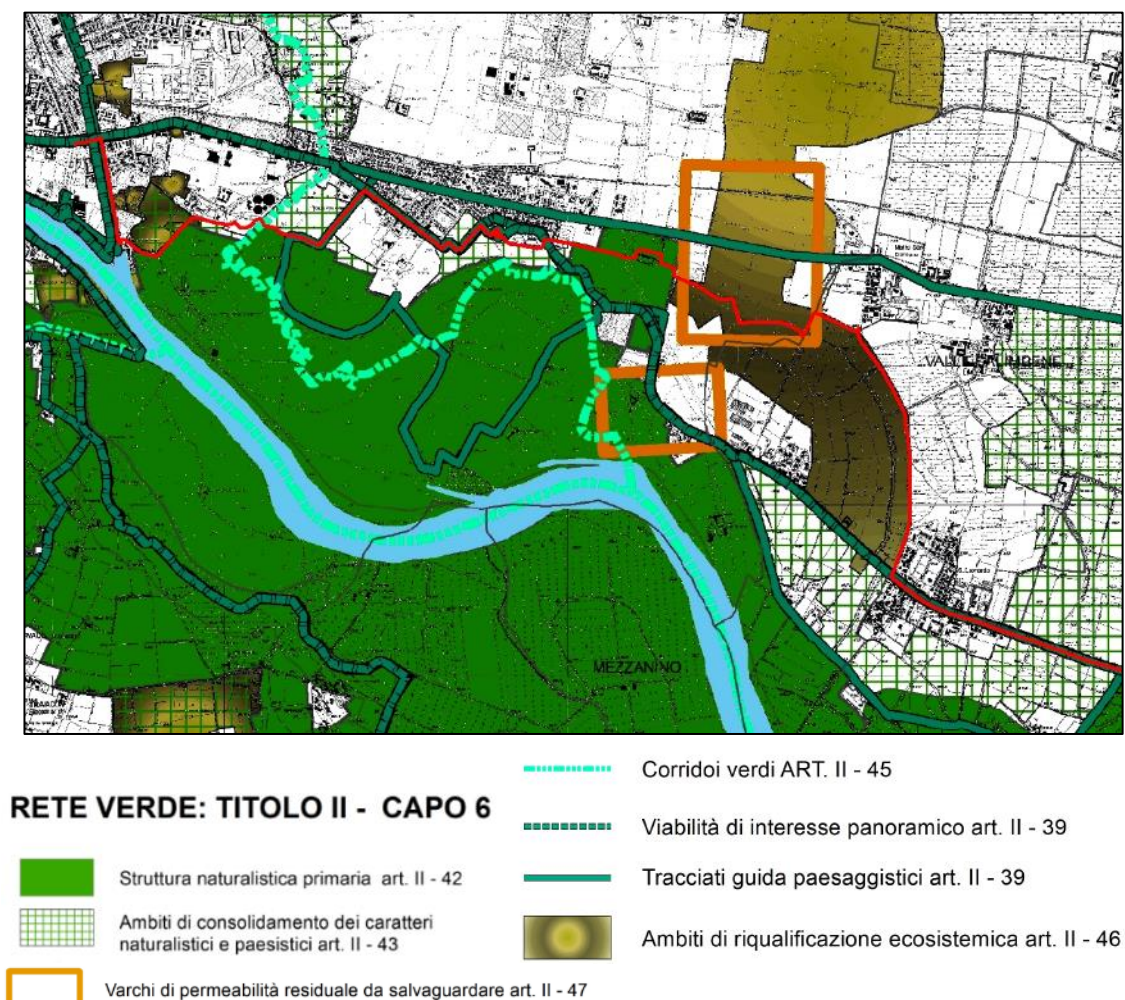 MEZZANINO
Corridoi verdi ART. II - 45
RETE VERDE: TITOLO II - CAPO 6
Viabilità di interesse panoramico art. II - 39
Struttura naturalistica primaria art. II - 42
Tracciati guida paesaggistici art. II - 39
Ambiti di consolidamento dei caratteri
naturalistici e paesistici art. II - 43
Ambiti di riqualificazione ecosistemica art. II - 46
Varchi di permeabilità residuale da salvaguardare art. II - 47